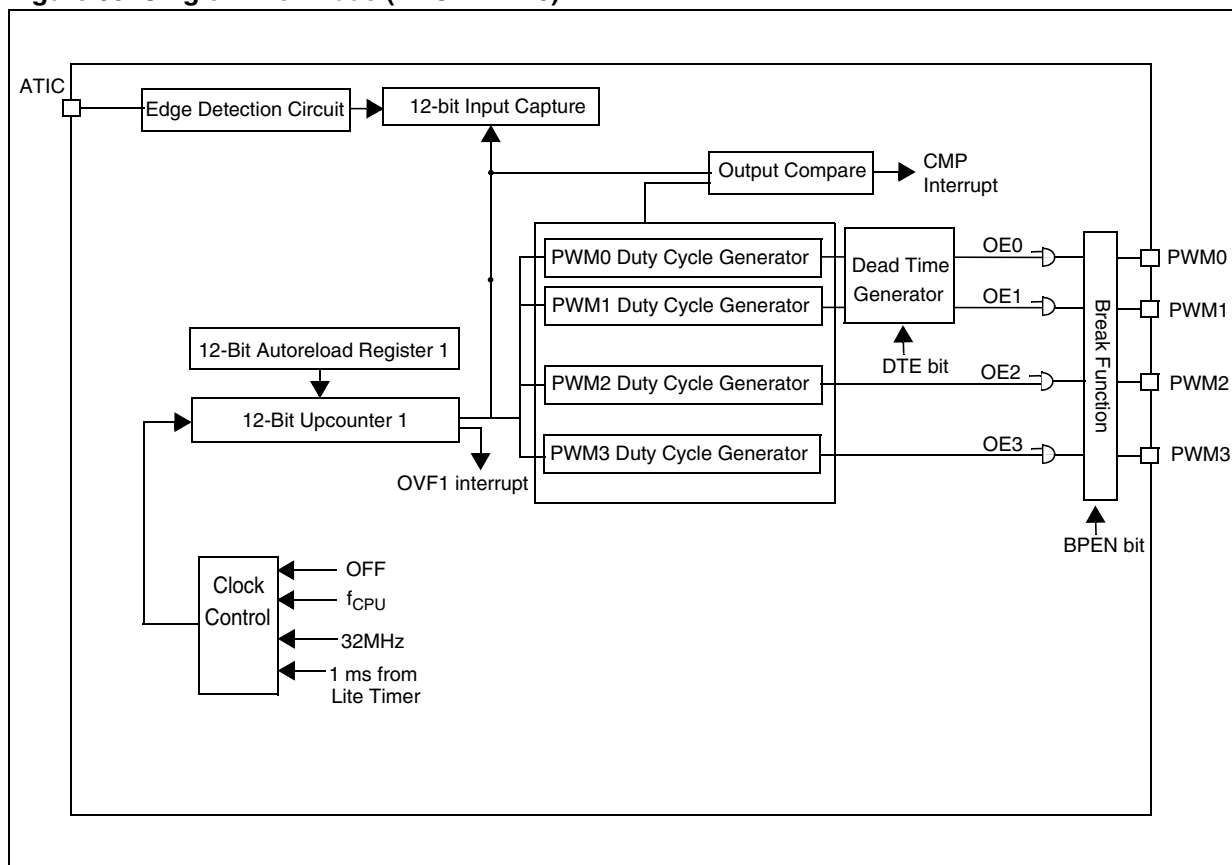 ATIC
Edge Detection Circuit
12-bit Input Capture
Output Compare
CMP
Interrupt
PWM0 Duty Cycle Generator
PWM1 Duty Cycle Generator
PWM2 Duty Cycle Generator
PWM3 Duty Cycle Generator
Dead Time
Generator
DTE bit
OE0
OE1
OE2
OE3
Break Function
BPEN bit
PWM0
PWM1
PWM2
PWM3
12-Bit Autoreload Register 1
12-Bit Upcounter 1
OVF1 interrupt
Clock
Control
OFF
fCPU
32MHz
1 ms from
Lite Timer